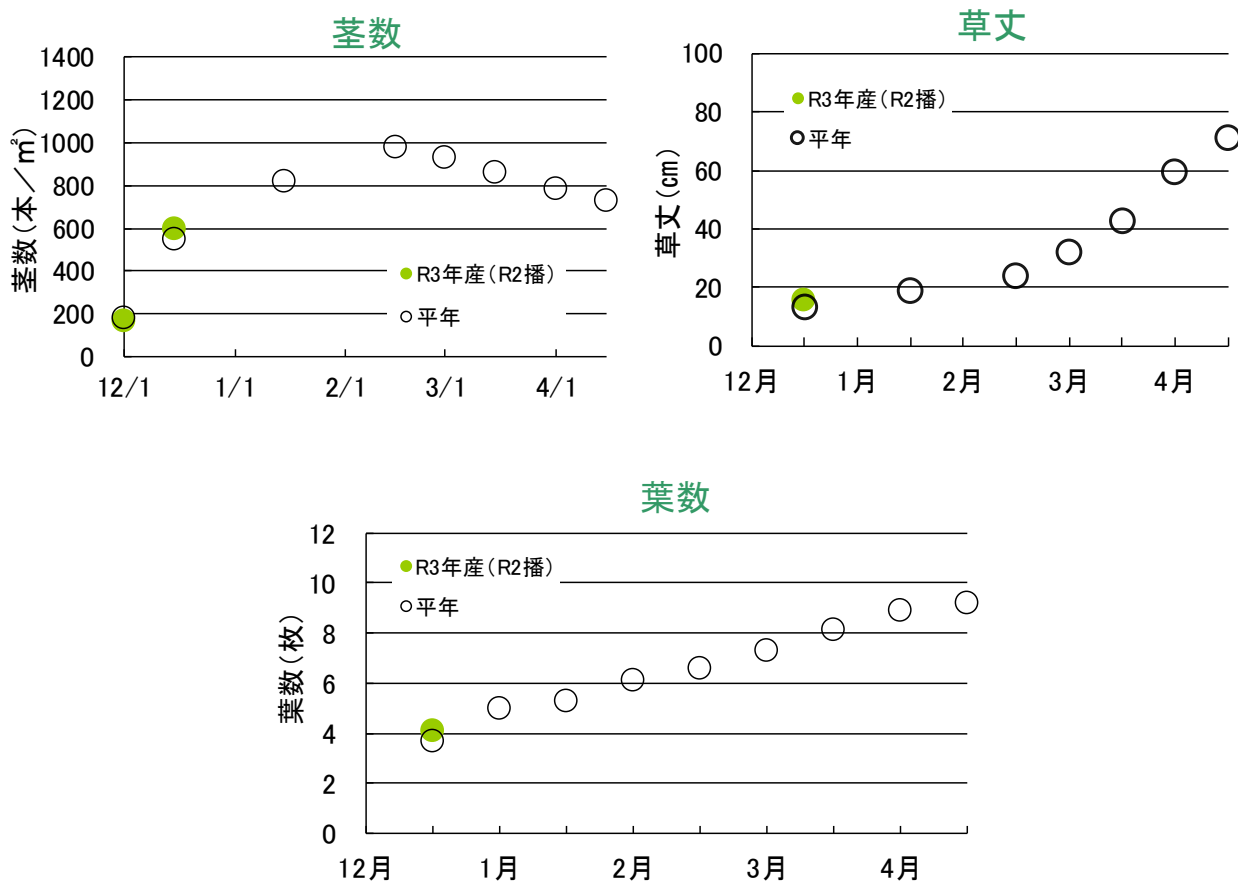 茎数
1400
1200
1000
800
600
400
200
0
茎数(本／㎡)
R3年産(R2播)
平年
12/1
1/1
2/1
3/1
4/1
草丈
100
80
60
40
20
0
草丈(cm)
R3年産(R2播)
平年
12月
1月
2月
3月
4月
葉数
12
10
8
6
4
2
0
葉数(枚)
R3年産(R2播)
平年
12月
1月
2月
3月
4月